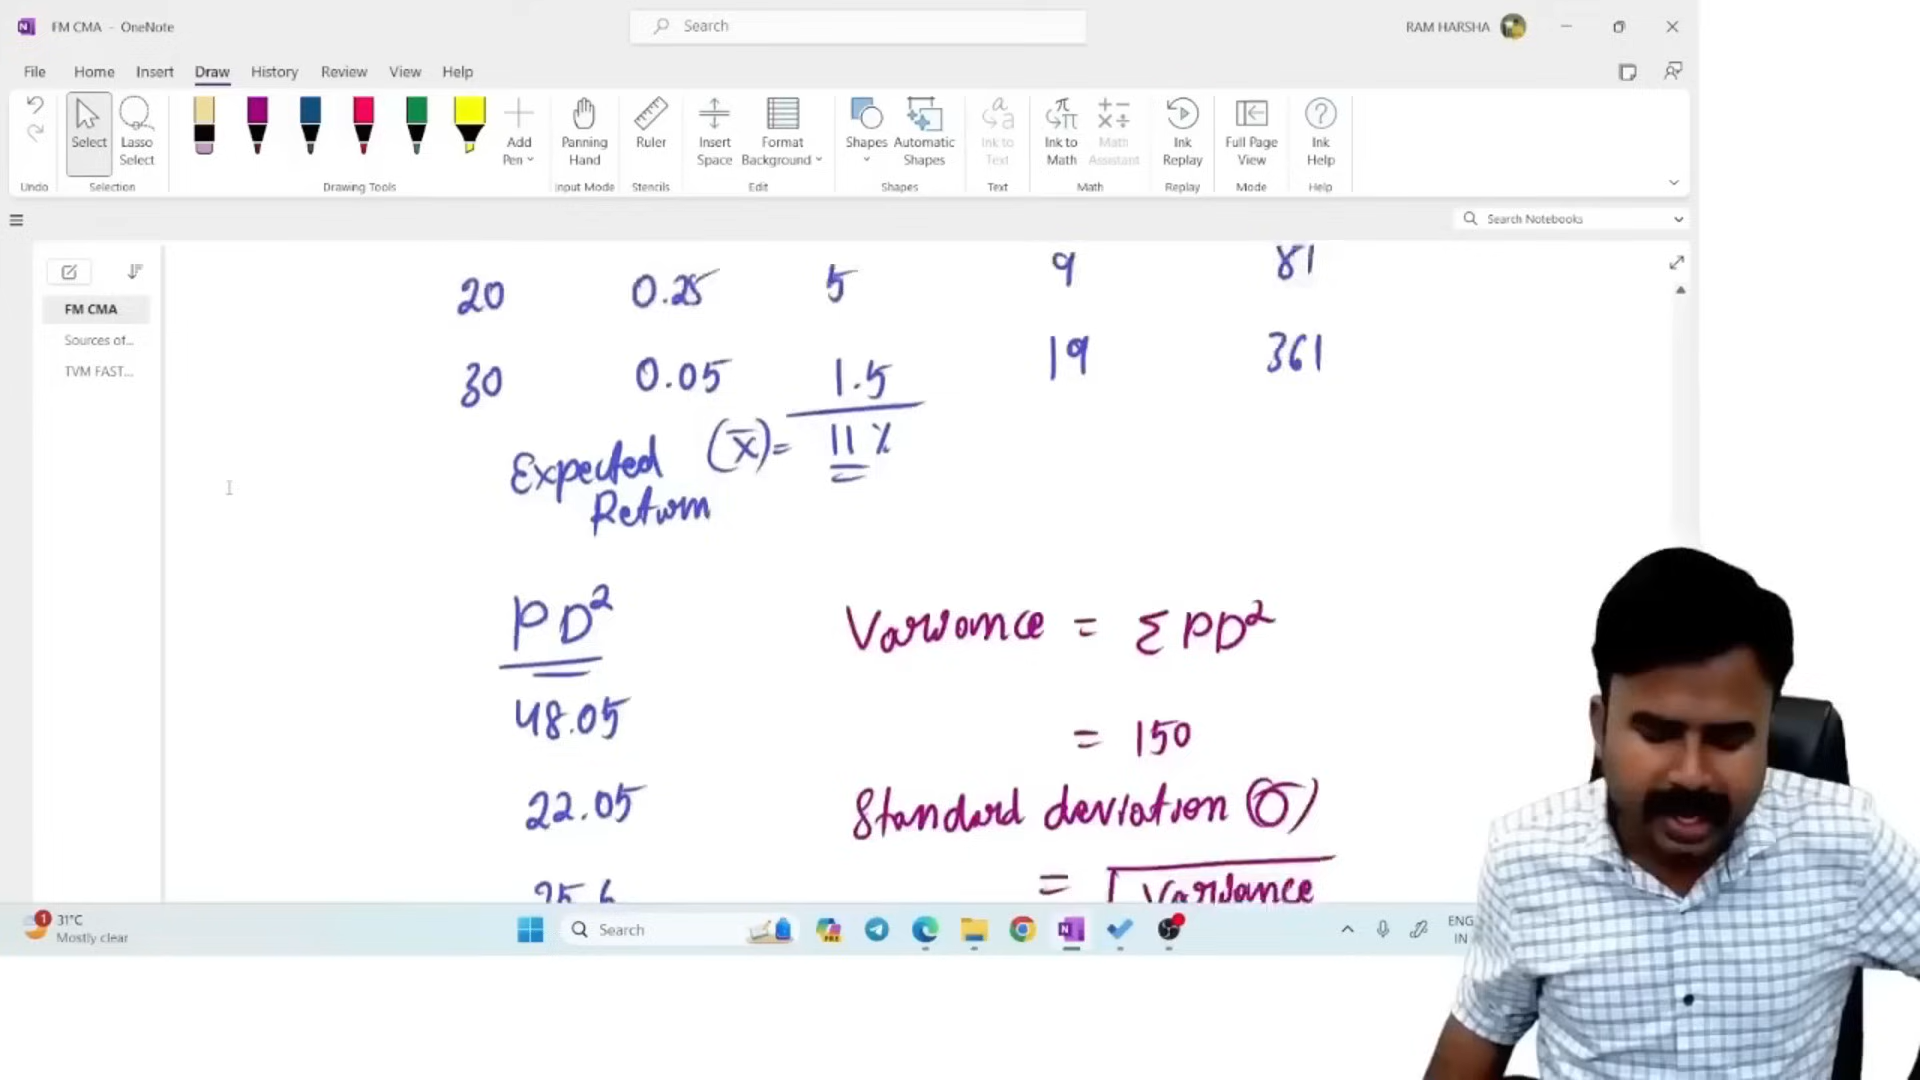 FM CMA - OneNote
Search
RAM HARSHA
File Home Insert Draw History Review View Help
Select
Lasso Select
Add Pen
Panning Hand
Ruler
Insert Space
Format Background
Shapes
Automatic Shapes
Ink to Text
Ink to Math
Math Assistant
Ink Replay
Full Page View
Ink Help
Undo Selection Drawing Tools Input Mode Stencils Edit Shapes Text Math Replay Mode Help
Search Notebooks
FM CMA
Sources of...
TVM FAST...
20 0.25 5 9 81
30 0.05 1.5 19 361
Expected Return (x̄) = 11%
PD² Variance = Σ PD²
48.05 = 150
22.05 Standard deviation (σ)
25.6 = √Variance
31°C
Mostly clear
Search
ENG
IN